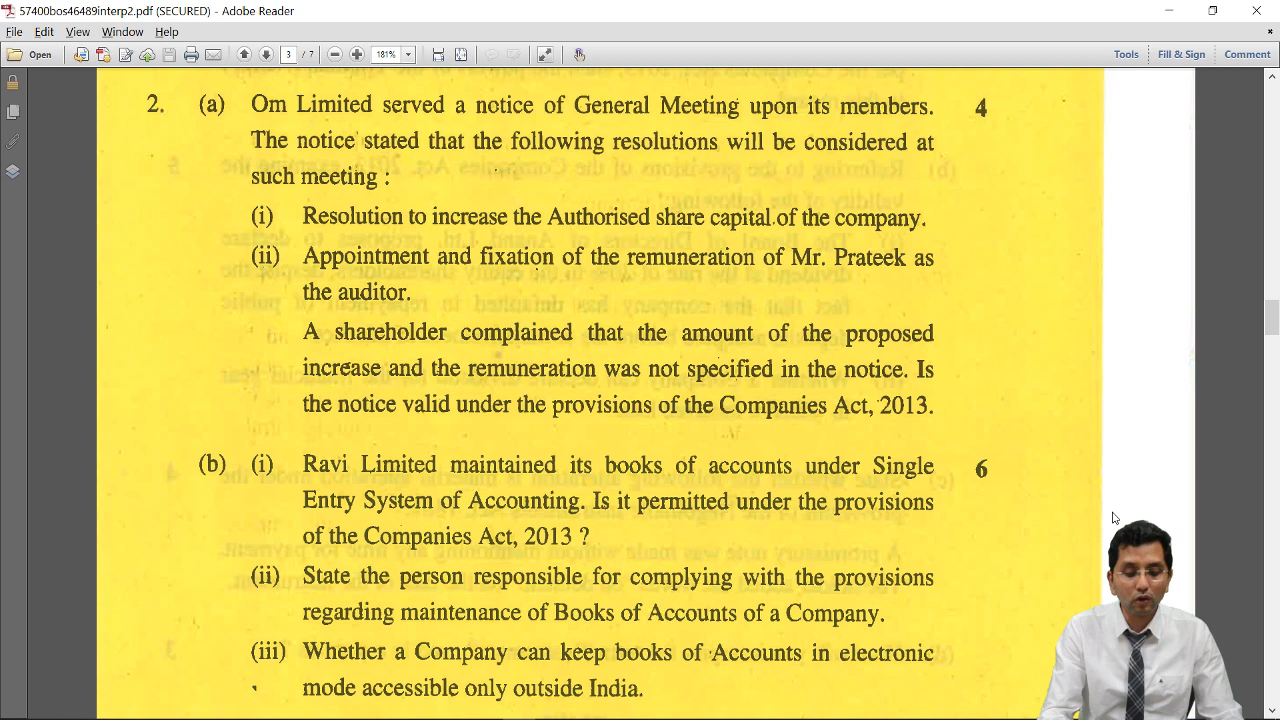 57400bos46489interp2.pdf (SECURED) - Adobe Reader
File Edit View Window Help
Open 3 / 7 181% Tools Fill & Sign Comment
2. (a) Om Limited served a notice of General Meeting upon its members. 4
The notice stated that the following resolutions will be considered at
such meeting :
(i) Resolution to increase the Authorised share capital of the company.
(ii) Appointment and fixation of the remuneration of Mr. Prateek as
the auditor.
A shareholder complained that the amount of the proposed
increase and the remuneration was not specified in the notice. Is
the notice valid under the provisions of the Companies Act, 2013.
(b) (i) Ravi Limited maintained its books of accounts under Single 6
Entry System of Accounting. Is it permitted under the provisions
of the Companies Act, 2013 ?
(ii) State the person responsible for complying with the provisions
regarding maintenance of Books of Accounts of a Company.
(iii) Whether a Company can keep books of Accounts in electronic
mode accessible only outside India.